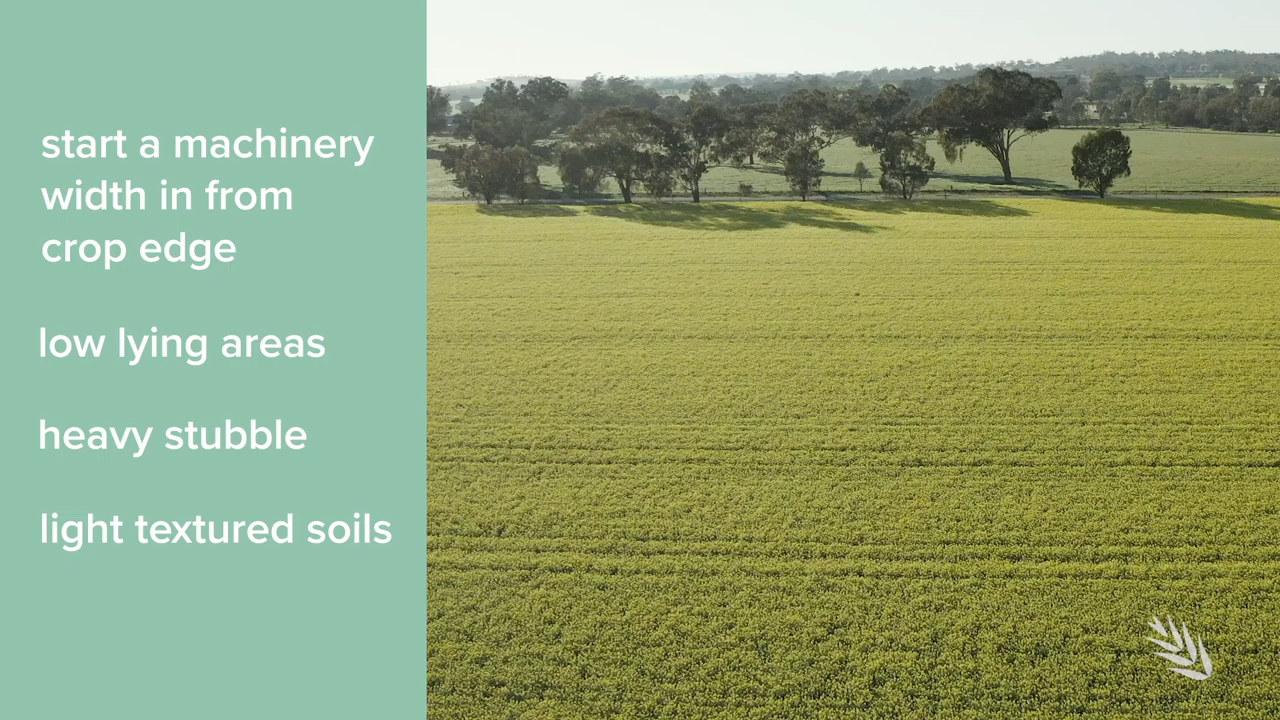 start a machinery
width in from
crop edge
low lying areas
heavy stubble
light textured soils